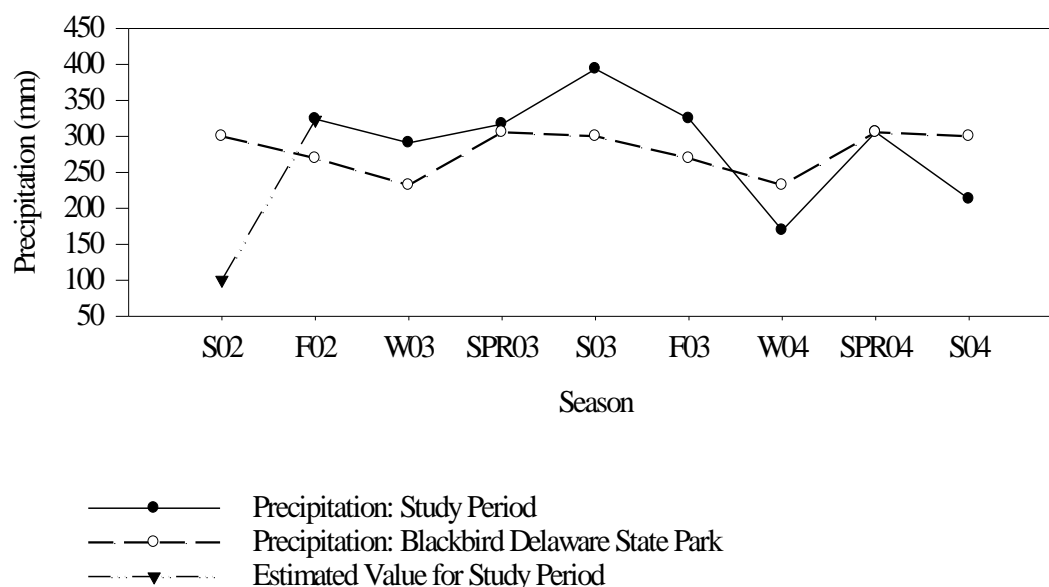 450
400
350
300
250
200
150
100
50
Precipitation (mm)
S02 F02 W03 SPR03 S03 F03 W04 SPR04 S04
Season
Precipitation: Study Period
Precipitation: Blackbird Delaware State Park
Estimated Value for Study Period